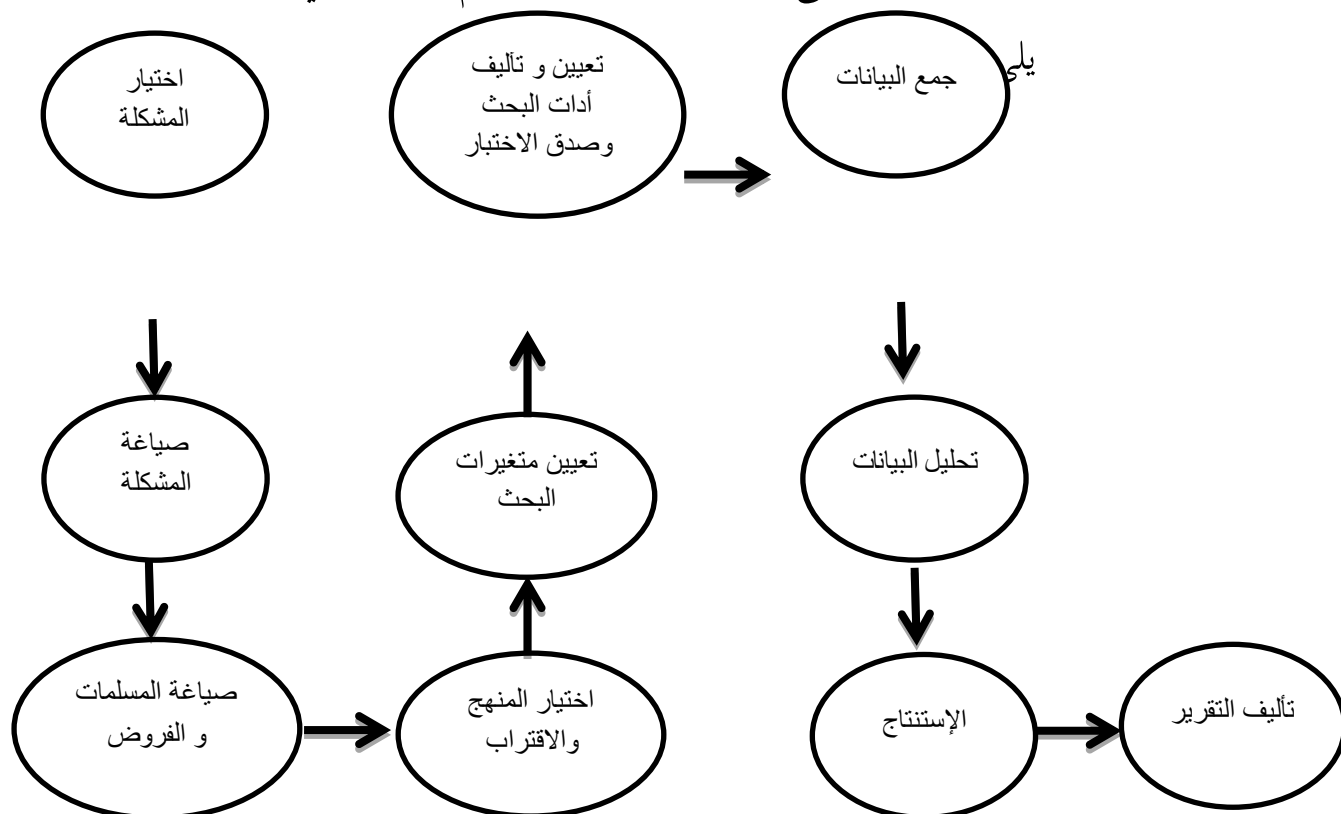 يلي
اختيار
المشكلة
صياغة
المشكلة
صياغة المسلمات
و الفروض
اختيار المنهج
والاقتراب
تعيين متغيرات
البحث
تعيين و تأليف
أدات البحث
وصدق الاختبار
جمع البيانات
تحليل البيانات
الإستنتاج
تأليف التقرير